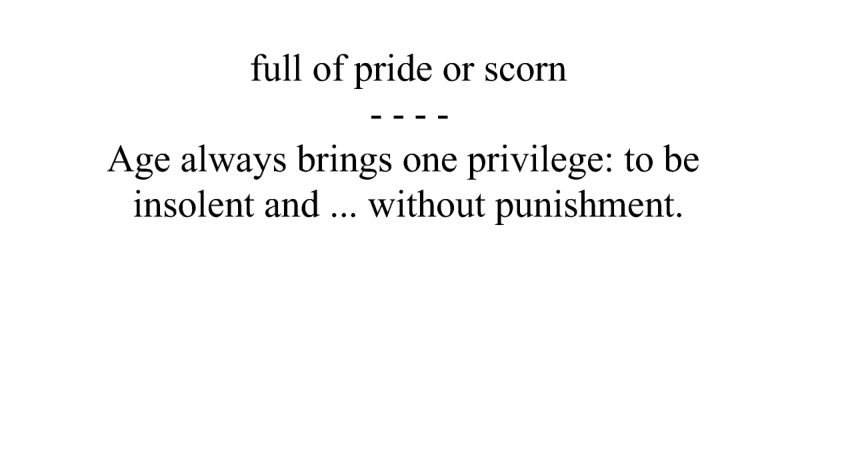 full of pride or scorn
- - - -
Age always brings one privilege: to be
insolent and ... without punishment.